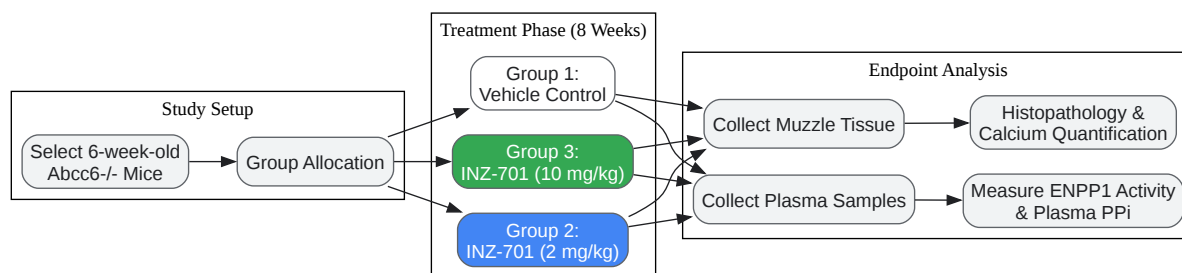 Study Setup
Select 6-week-old
Abcc6-/- Mice
Group Allocation
Treatment Phase (8 Weeks)
Group 1:
Vehicle Control
Group 3:
INZ-701 (10 mg/kg)
Group 2:
INZ-701 (2 mg/kg)
Endpoint Analysis
Collect Muzzle Tissue
Histopathology &
Calcium Quantification
Collect Plasma Samples
Measure ENPP1 Activity
& Plasma PPi